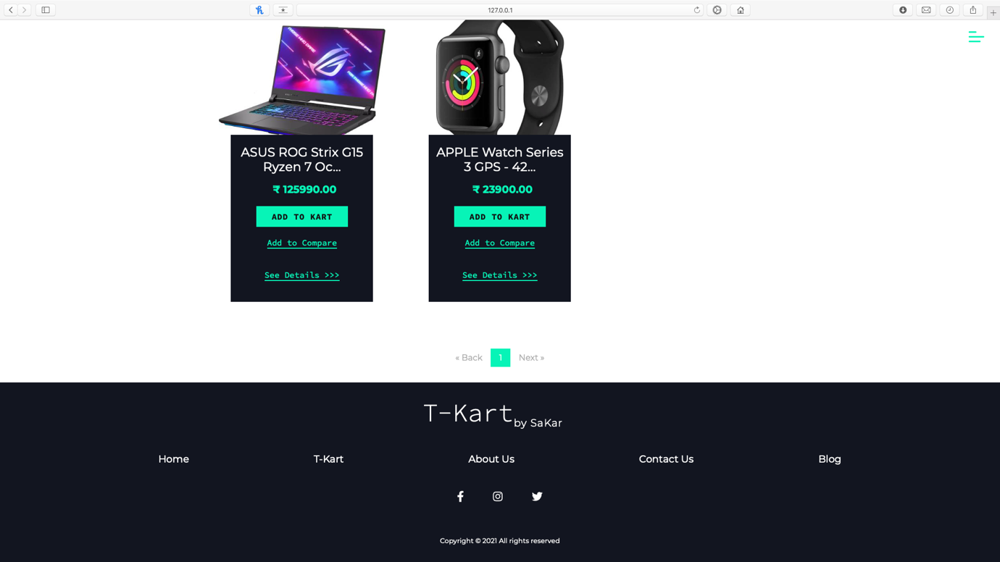 127.0.0.1
ASUS ROG Strix G15
Ryzen 7 Oc...
₹ 125990.00
ADD TO KART
Add to Compare
See Details >>>
APPLE Watch Series
3 GPS - 42...
₹ 23900.00
ADD TO KART
Add to Compare
See Details >>>
« Back 1 Next »
T-Kart by SaKar
Home T-Kart About Us Contact Us Blog
Copyright © 2021 All rights reserved